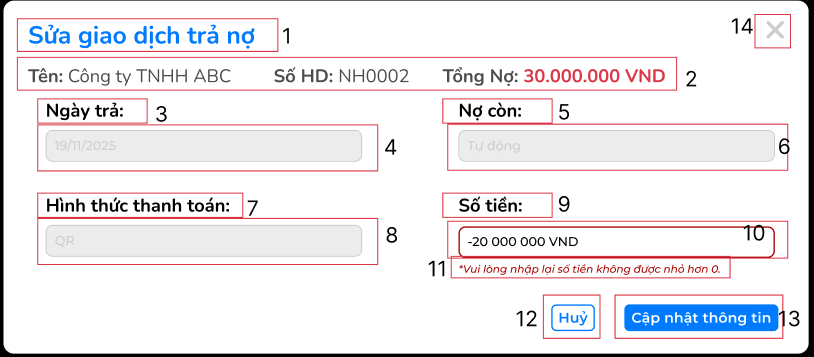 Sửa giao dịch trả nợ 1 14
Tên: Công ty TNHH ABC Số HD: NH0002 Tổng Nợ: 30.000.000 VND 2
Ngày trả: 3 Nợ còn: 5
19/11/2025 4 Tự động 6
Hình thức thanh toán: 7 Số tiền: 9
QR 8 -20 000 000 VND 10
11 *Vui lòng nhập lại số tiền không được nhỏ hơn 0.
12 Huỷ Cập nhật thông tin 13